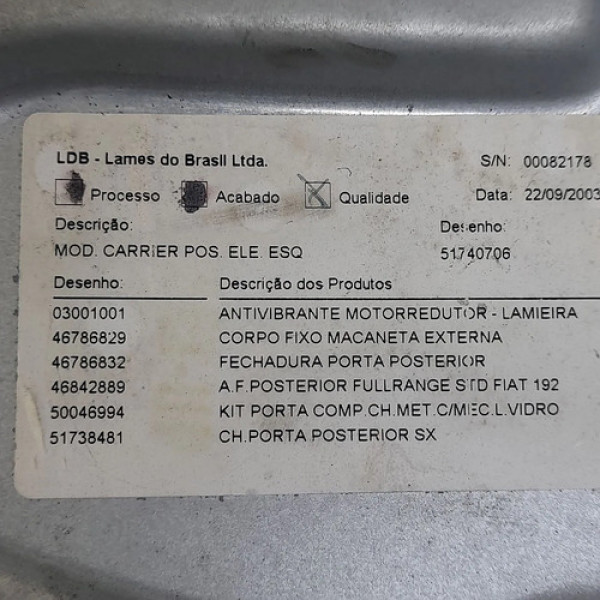 LDB - Lames do Brasil Ltda. S/N: 00082178
Processo Acabado Qualidade Data: 22/09/2003
Descrição: Desenho:
MOD. CARRIER POS. ELE. ESQ 51740706
Desenho: Descrição dos Produtos
03001001 ANTIVIBRANTE MOTORREDUTOR - LAMIEIRA
46786829 CORPO FIXO MACANETA EXTERNA
46786832 FECHADURA PORTA POSTERIOR
46842889 A.F.POSTERIOR FULLRANGE STD FIAT 192
50046994 KIT PORTA COMP.CH.MET.C/MEC.L.VIDRO
51738481 CH.PORTA POSTERIOR SX